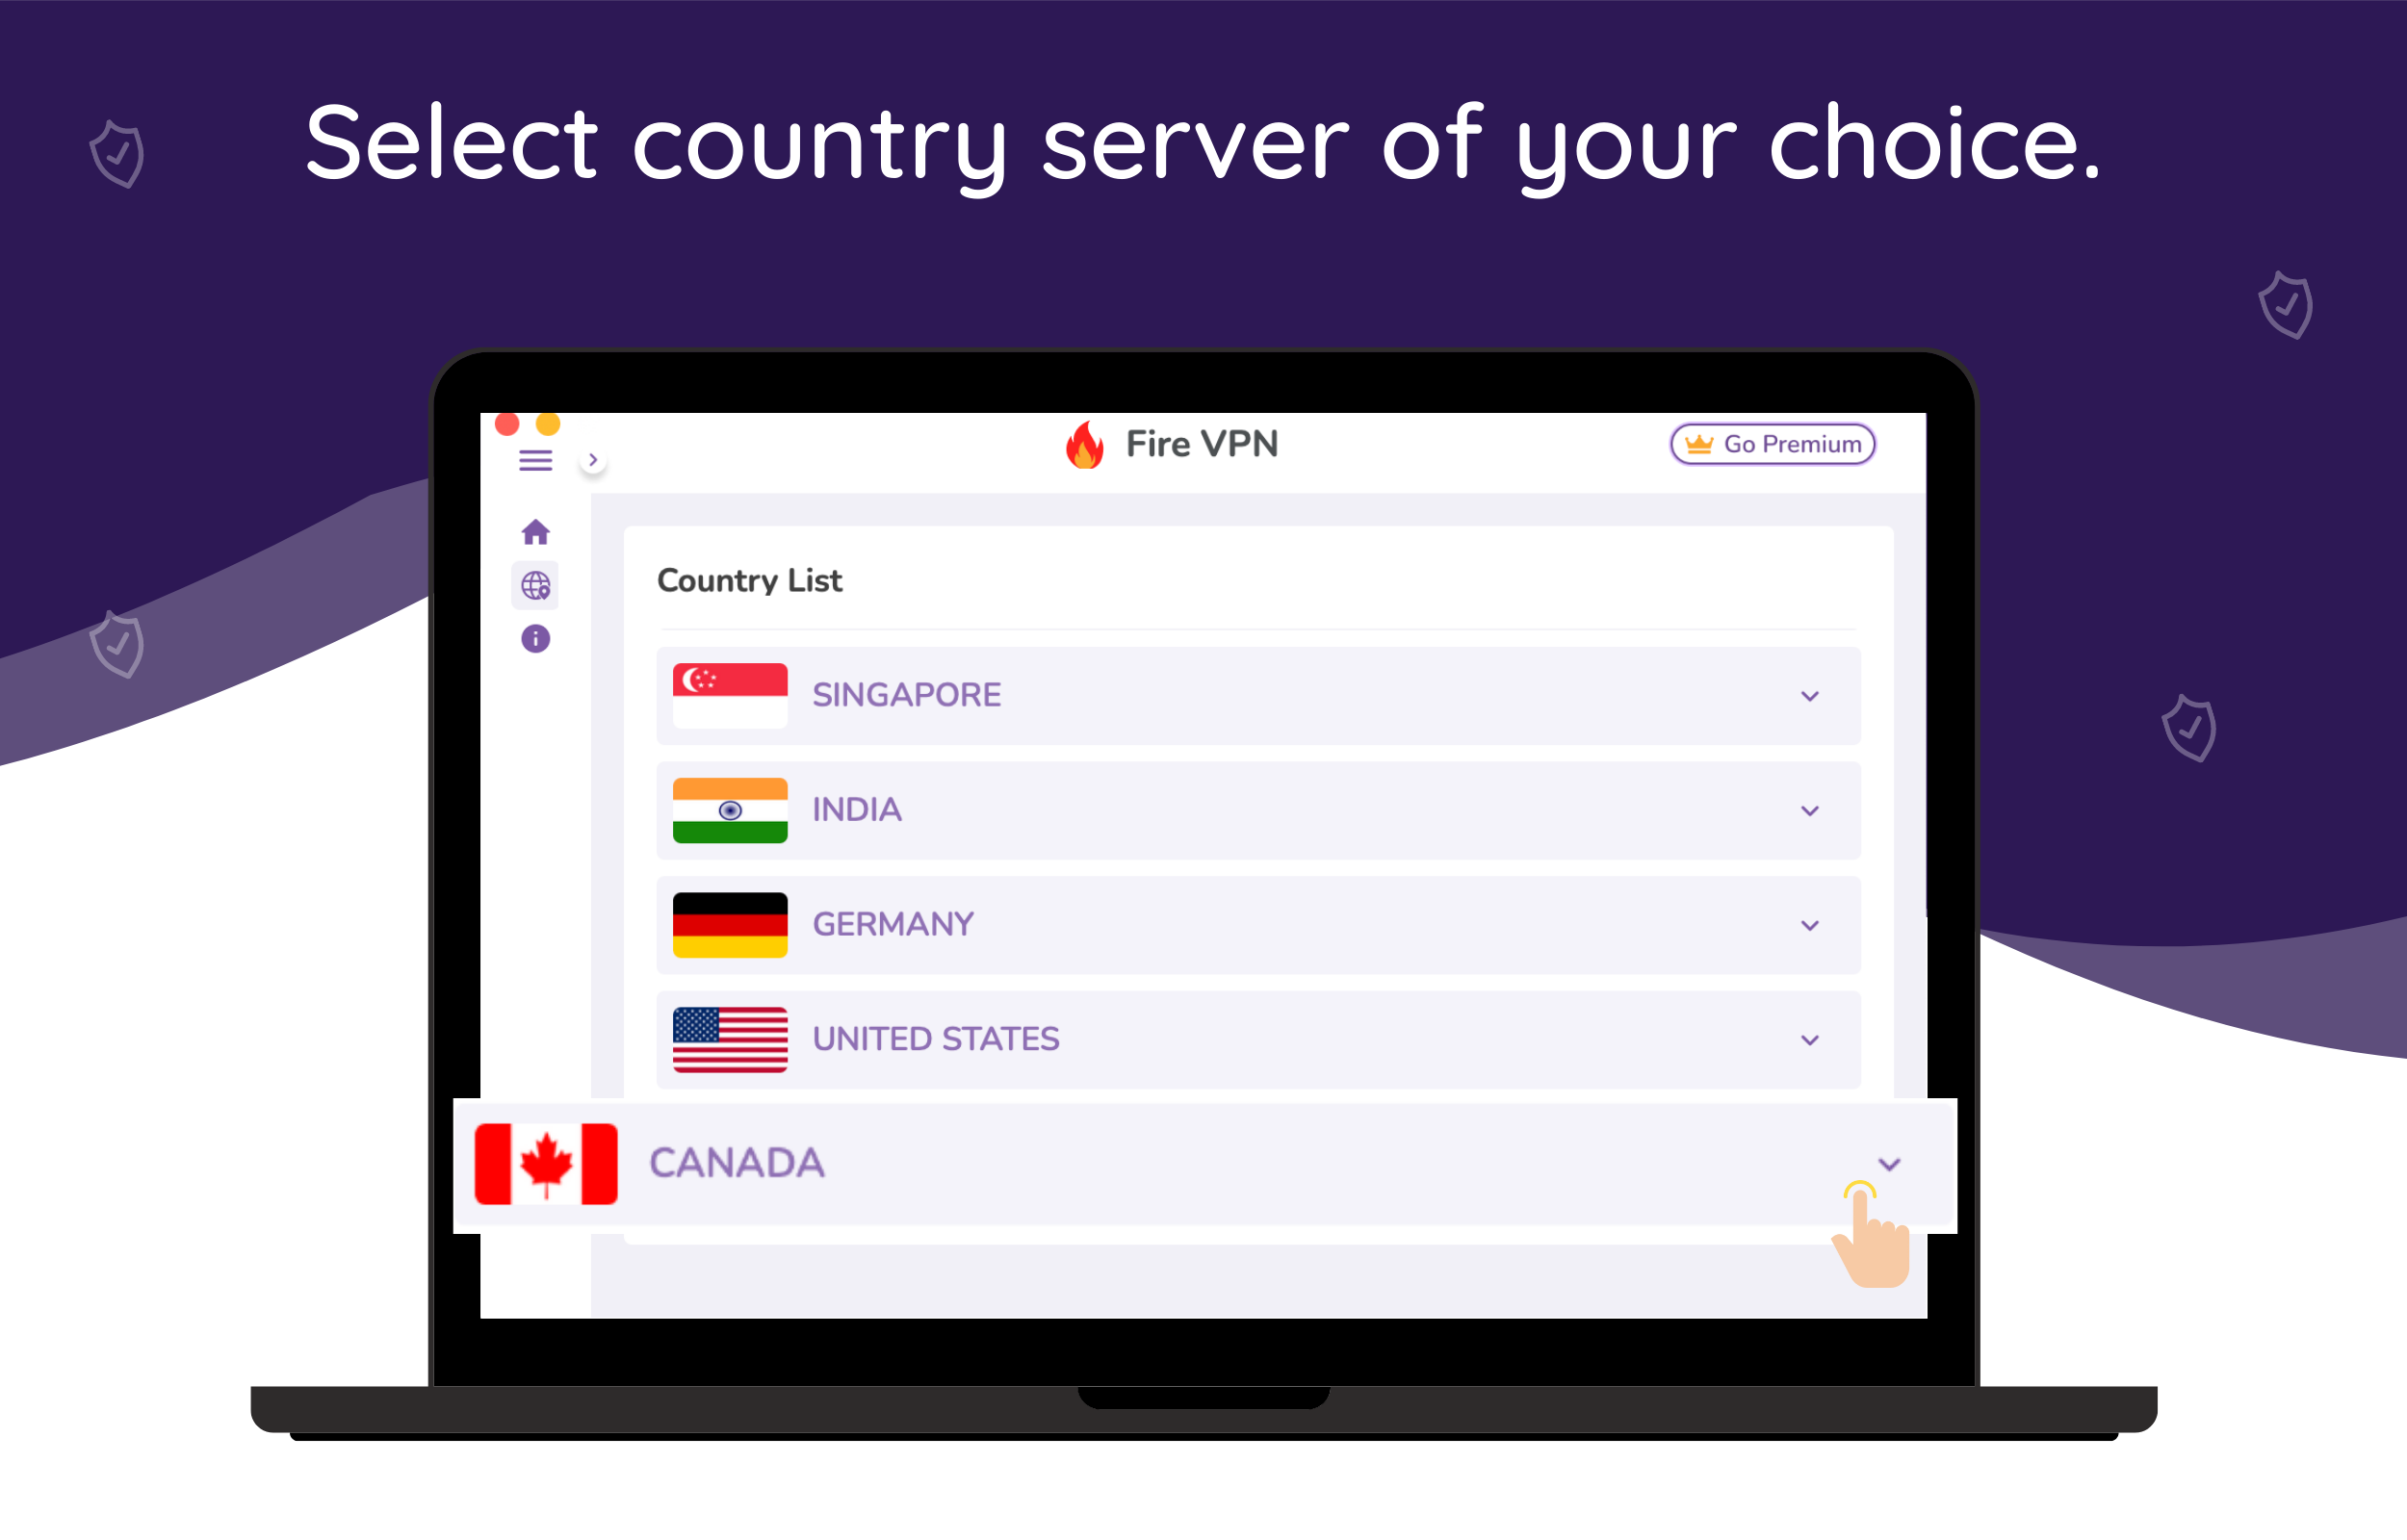 Select country server of your choice.
Fire VPN
Go Premium
Country List
SINGAPORE
INDIA
GERMANY
UNITED STATES
CANADA